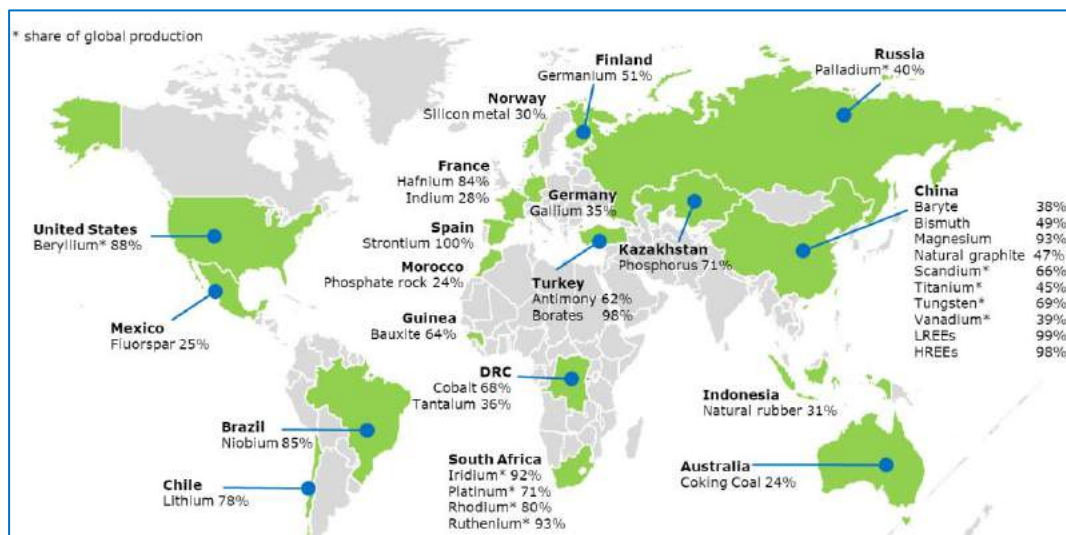 * share of global production
Russia
Palladium* 40%
Finland
Germanium 51%
Norway
Silicon metal 30%
France
Hafnium 84%
Indium 28%
Germany
Gallium 35%
Spain
Strontium 100%
Kazakhstan
Phosphorus 71%
Morocco
Phosphate rock 24%
Turkey
Antimony 62%
Borates 98%
China
Baryte 38%
Bismuth 49%
Magnesium 93%
Natural graphite 47%
Scandium* 66%
Titanium* 45%
Tungsten* 69%
Vanadium* 39%
LREEs 99%
HREEs 98%
United States
Beryllium* 88%
Mexico
Fluorspar 25%
Guinea
Bauxite 64%
DRC
Cobalt 68%
Tantalum 36%
Indonesia
Natural rubber 31%
Brazil
Niobium 85%
Chile
Lithium 78%
South Africa
Iridium* 92%
Platinum* 71%
Rhodium* 80%
Ruthenium* 93%
Australia
Coking Coal 24%